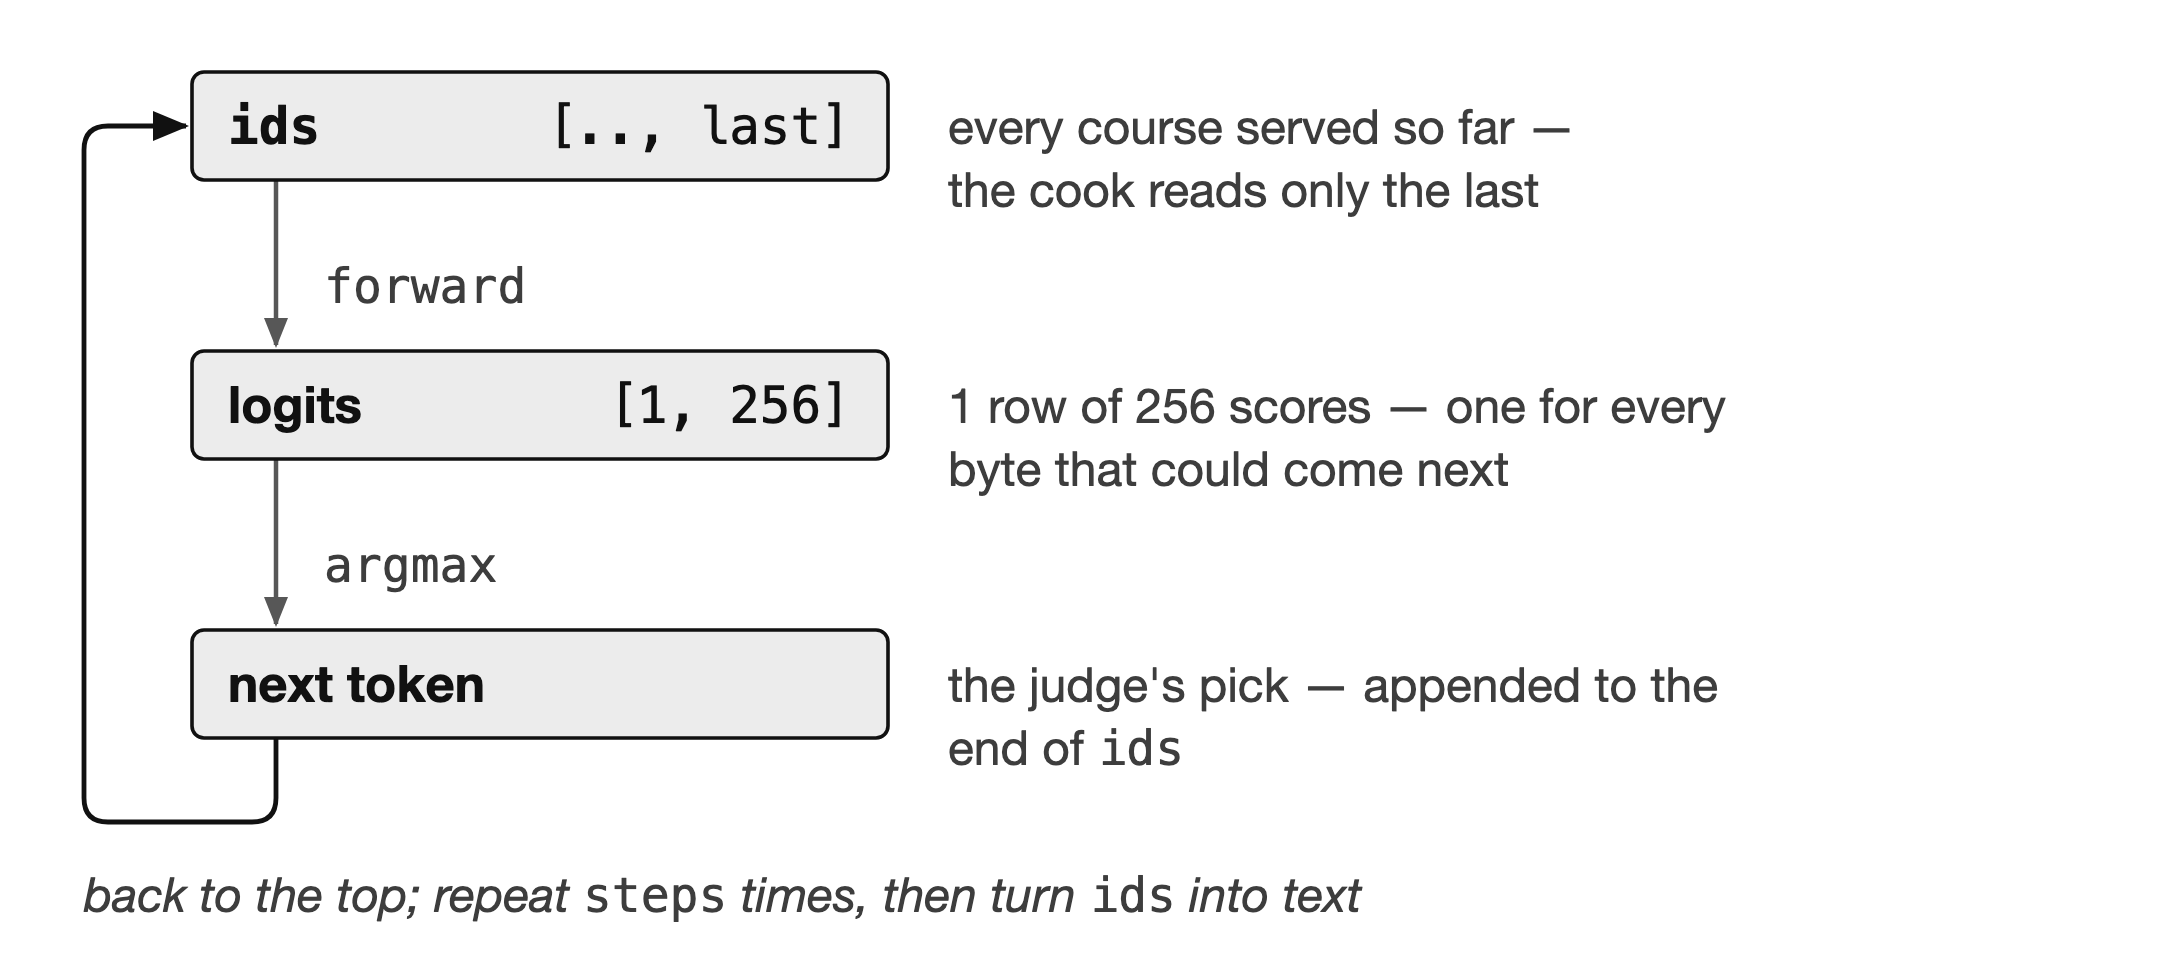 ids [.., last]
every course served so far —
the cook reads only the last
forward
logits [1, 256]
1 row of 256 scores — one for every
byte that could come next
argmax
next token
the judge's pick — appended to the
end of ids
back to the top; repeat steps times, then turn ids into text